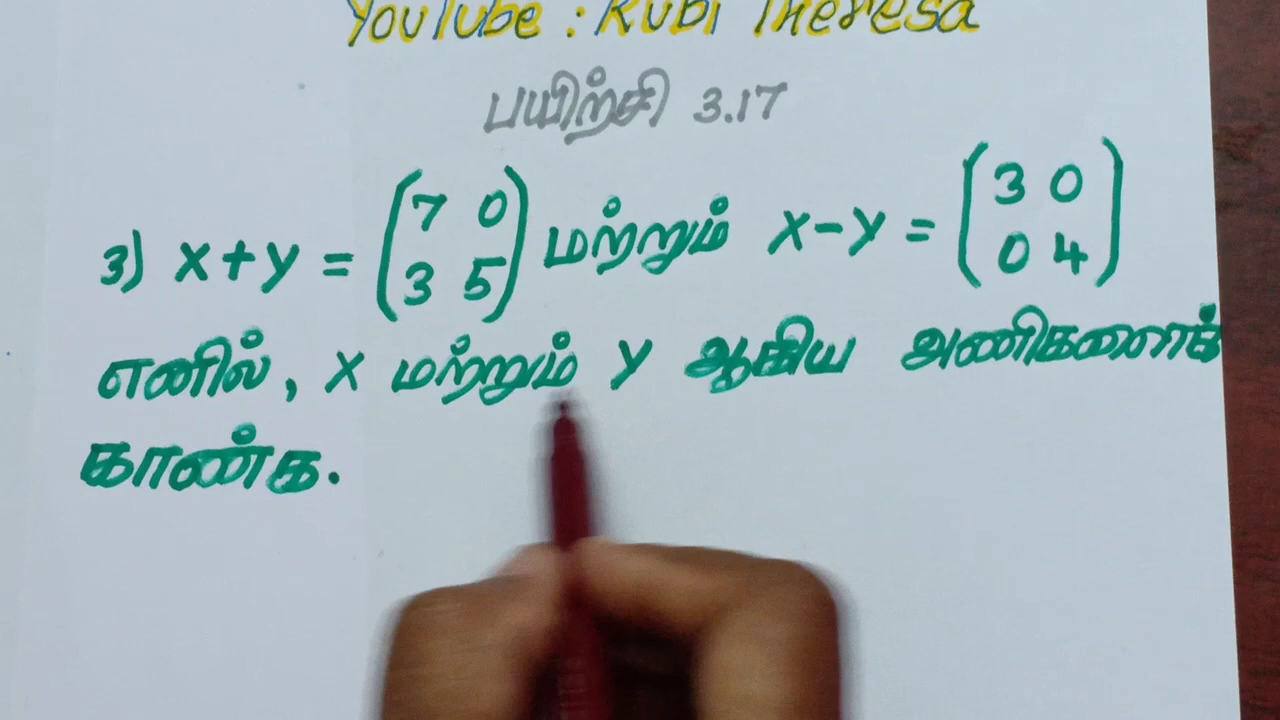 YouTube : Rubi Theresa
பயிற்சி 3.17
3) X+Y = (7 0 3 5) மற்றும் X-Y = (3 0 0 4)
எனில், X மற்றும் Y ஆகிய அணிகளைக்
காண்க.